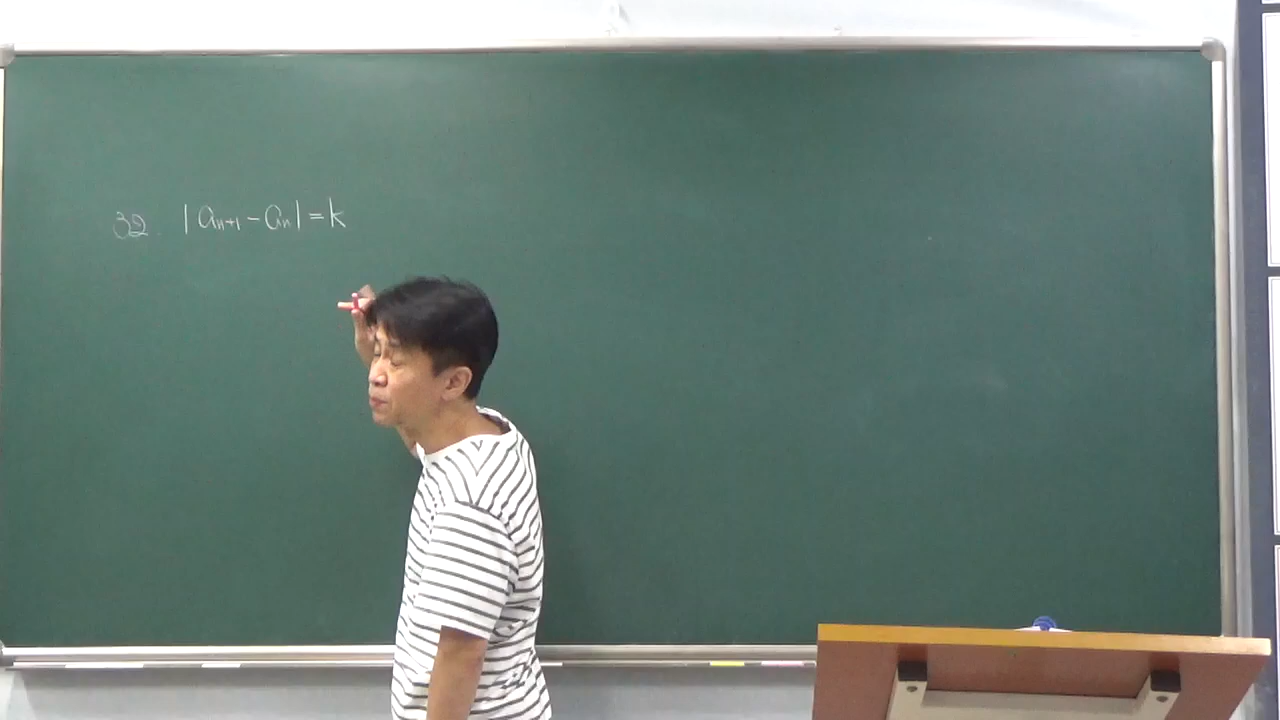 32. |aₙ₊₁ - aₙ| = k